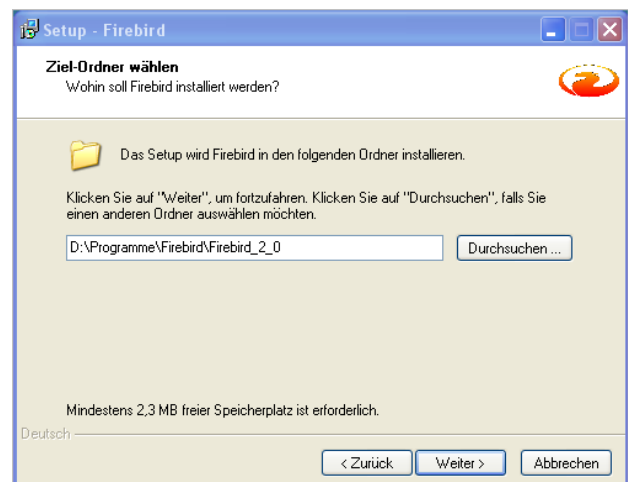 Setup - Firebird
Ziel-Ordner wählen
Wohin soll Firebird installiert werden?
Das Setup wird Firebird in den folgenden Ordner installieren.
Klicken Sie auf "Weiter", um fortzufahren. Klicken Sie auf "Durchsuchen", falls Sie
einen anderen Ordner auswählen möchten.
D:\Programme\Firebird\Firebird_2_0
Durchsuchen ...
Mindestens 2,3 MB freier Speicherplatz ist erforderlich.
Deutsch
< Zurück
Weiter >
Abbrechen